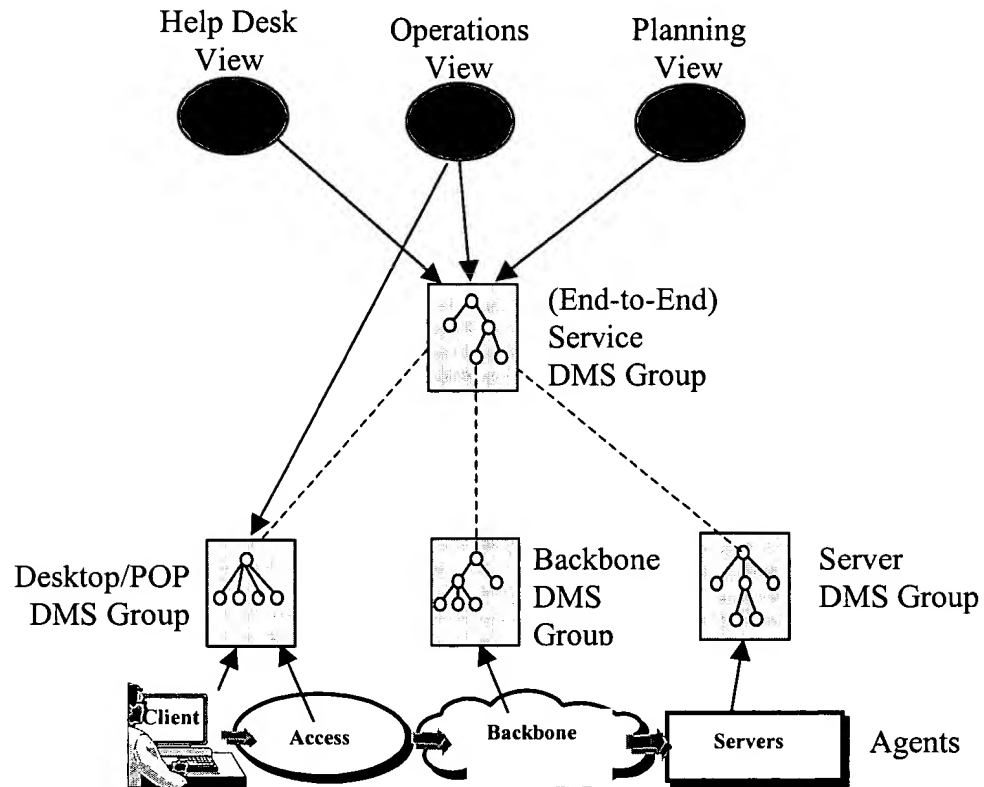 Help Desk
View
Operations
View
Planning
View
(End-to-End)
Service
DMS Group
Desktop/POP
DMS Group
Backbone
DMS
Group
Server
DMS Group
Client
Access
Backbone
Servers
Agents